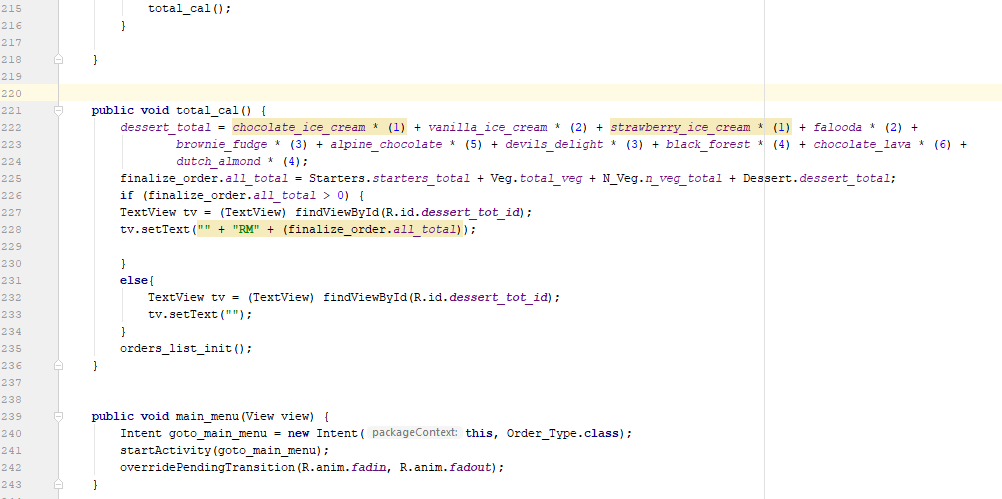 215 total_cal();
216 }
217
218 }
219
220
221 public void total_cal() {
222 dessert_total = chocolate_ice_cream * (1) + vanilla_ice_cream * (2) + strawberry_ice_cream * (1) + falooda * (2) +
223 brownie_fudge * (3) + alpine_chocolate * (5) + devils_delight * (3) + black_forest * (4) + chocolate_lava * (6) +
224 dutch_almond * (4);
225 finalize_order.all_total = Starters.starters_total + Veg.total_veg + N_Veg.n_veg_total + Dessert.dessert_total;
226 if (finalize_order.all_total > 0) {
227 TextView tv = (TextView) findViewById(R.id.dessert_tot_id);
228 tv.setText("" + "RM" + (finalize_order.all_total));
229
230 }
231 else{
232 TextView tv = (TextView) findViewById(R.id.dessert_tot_id);
233 tv.setText("");
234 }
235 orders_list_init();
236 }
237
238
239 public void main_menu(View view) {
240 Intent goto_main_menu = new Intent( packageContext: this, Order_Type.class);
241 startActivity(goto_main_menu);
242 overridePendingTransition(R.anim.fadin, R.anim.fadout);
243 }